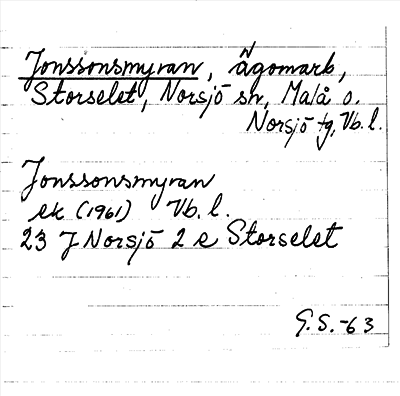 Jonssonsmyran, ägomark,
Storselet, Norsjö sn, Malå o.
Norsjö tg, Vb. l.
Jonssonsmyran
ek (1961) Vb. l.
23 J Norsjö 2 e Storselet
G. S. -63